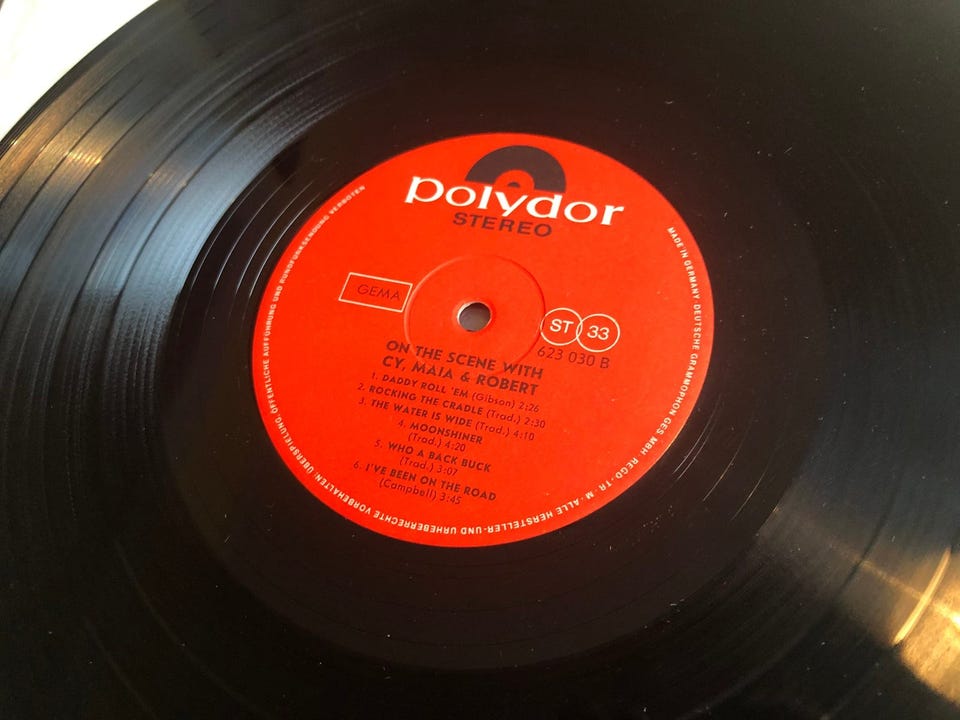 polydor
STEREO
GEMA
ST 33
623 030 B
ON THE SCENE WITH
CY, MAIA & ROBERT
1. DADDY ROLL 'EM (Gibson) 2:26
2. ROCKING THE CRADLE (Trad.) 2:30
3. THE WATER IS WIDE (Trad.) 4:10
4. MOONSHINER
(Trad.) 4:20
5. WHO A BACK BUCK
(Trad.) 3:07
6. I'VE BEEN ON THE ROAD
(Campbell) 3:45
MADE IN GERMANY · DEUTSCHE GRAMMOPHON GES MBH · REGD · TR. M · ALLE HERSTELLER- UND URHEBERRECHTE VORBEHALTEN: ÜBERSPIELUNG, ÖFFENTLICHE AUFFÜHRUNG UND RUNDFUNKSENDUNG VERBOTEN